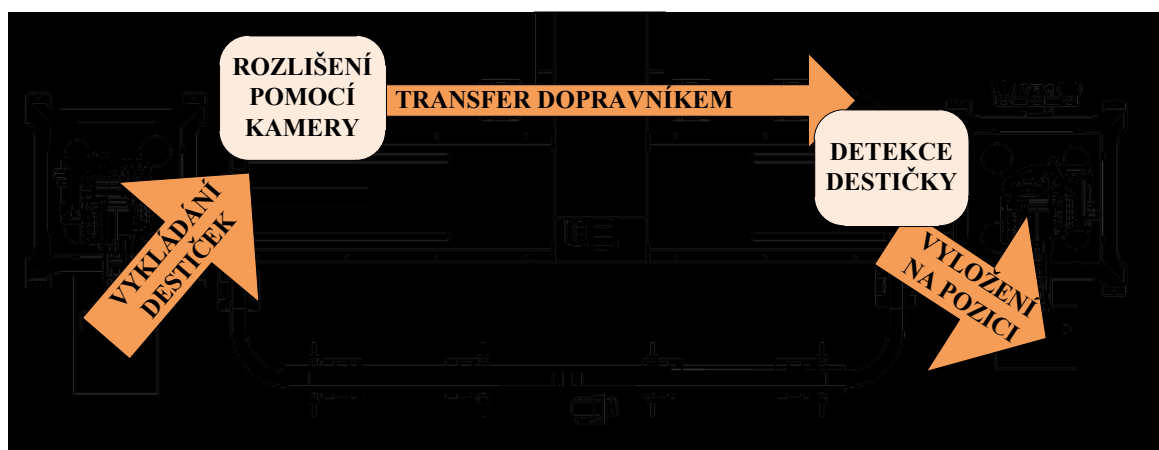 ROZLIŠENÍ
POMOCÍ
KAMERY
TRANSFER DOPRAVNÍKEM
DETEKCE
DESTIČKY
VYKLÁDÁNÍ
DESTIČEK
VYLOŽENÍ
NA POZICI